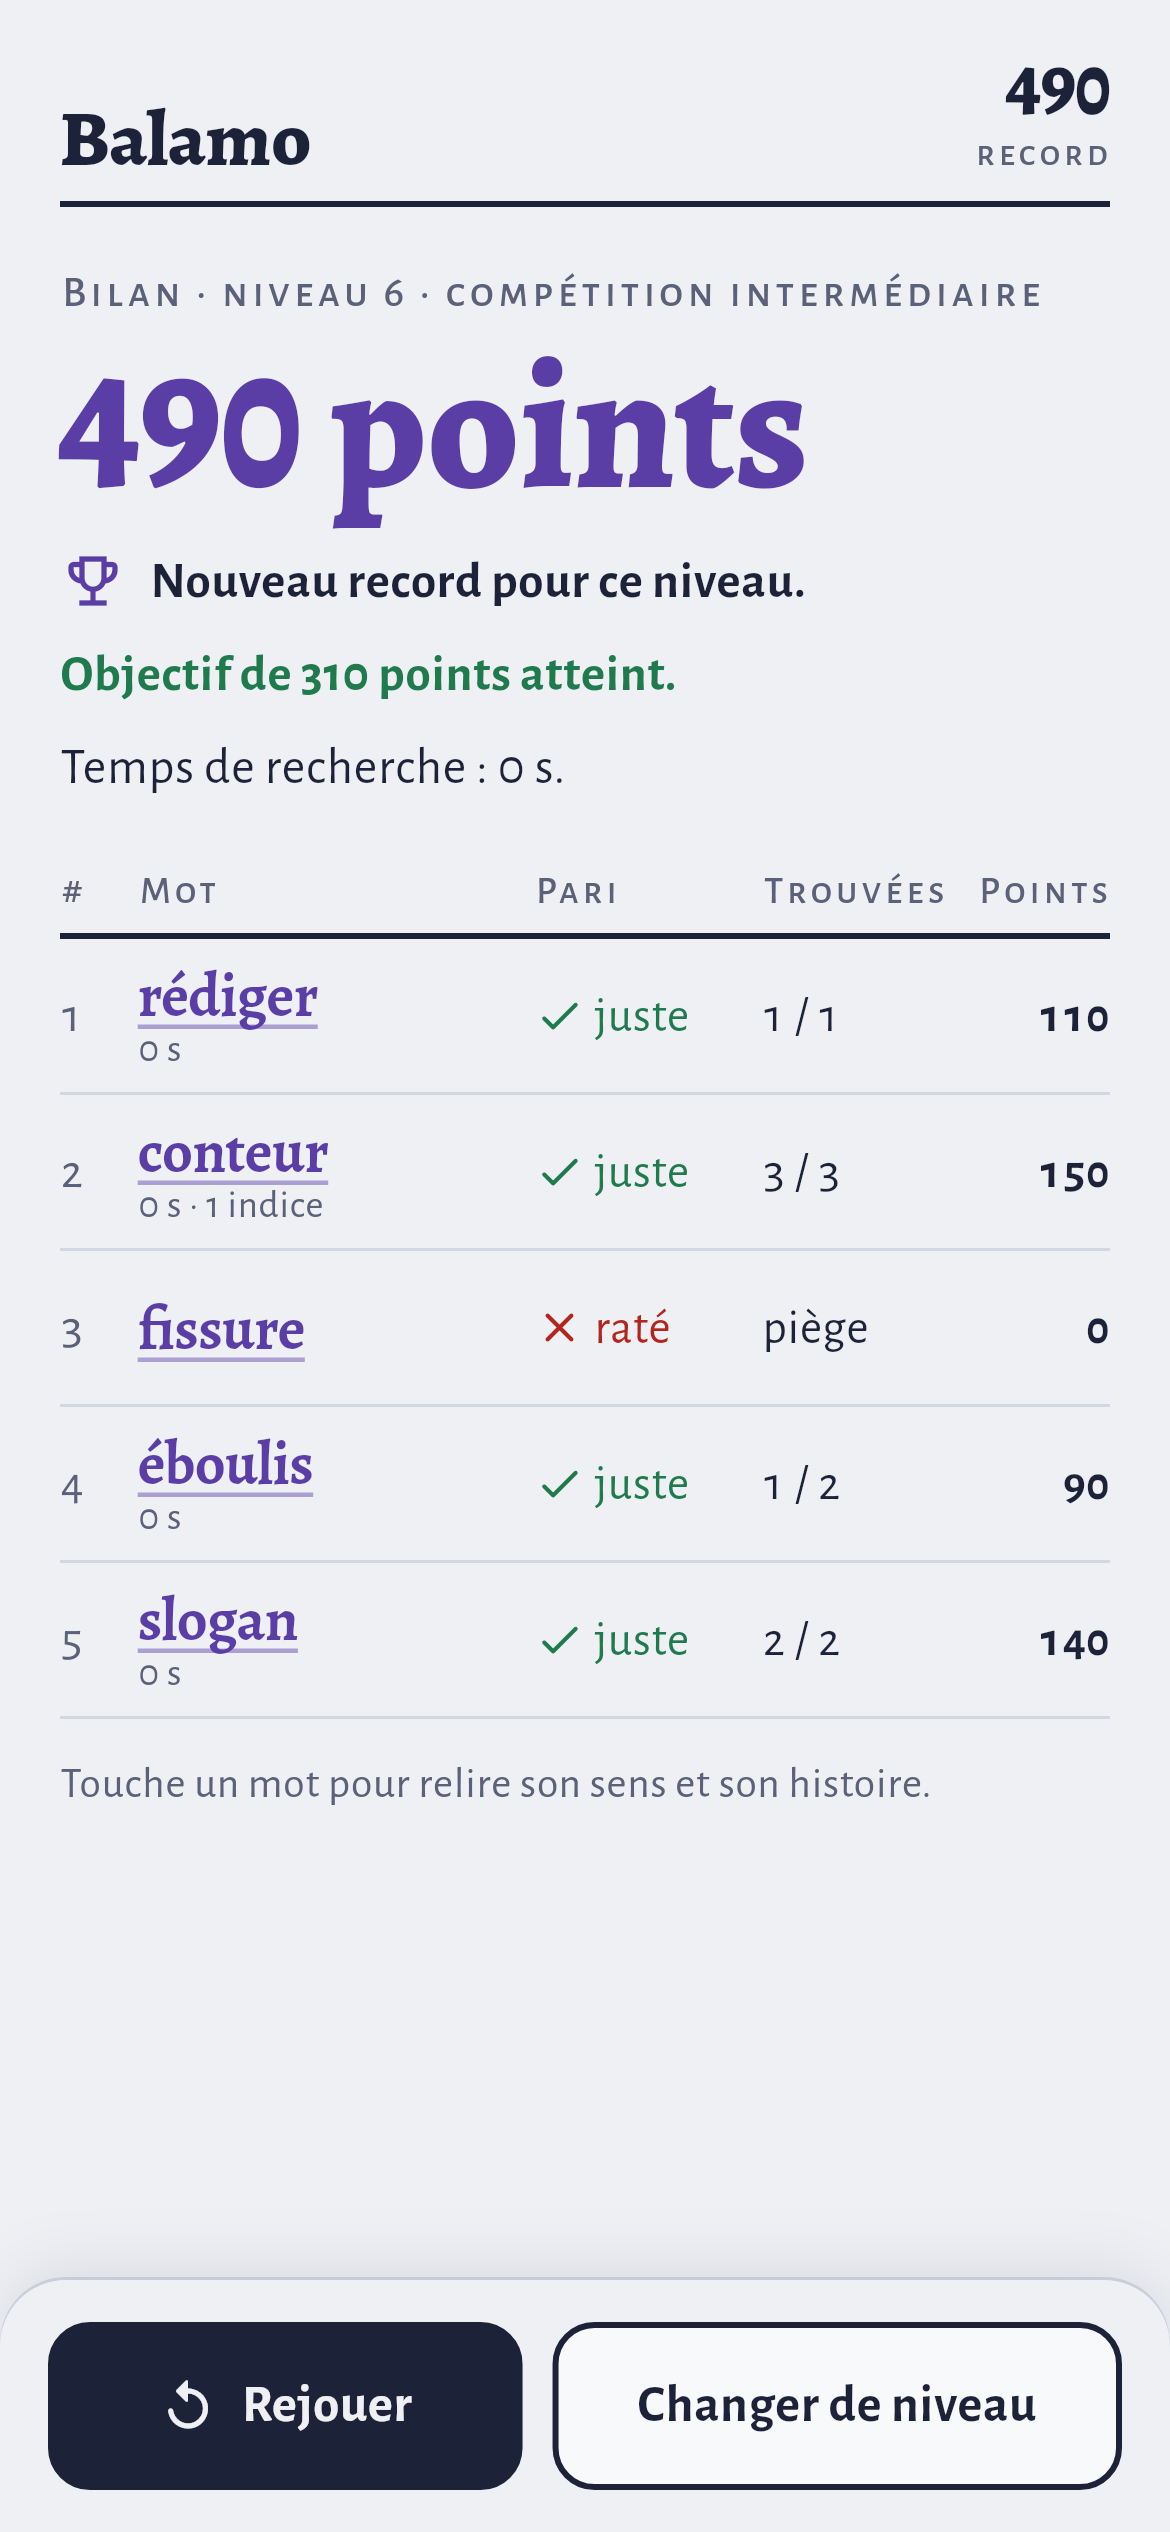 Balamo
490
RECORD
BILAN · NIVEAU 6 · COMPÉTITION INTERMÉDIAIRE
490 points
Nouveau record pour ce niveau.
Objectif de 310 points atteint.
Temps de recherche : 0 s.
# MOT PARI TROUVÉES POINTS
1 rédiger juste 1 / 1 110
0 s
2 conteur juste 3 / 3 150
0 s · 1 indice
3 fissure raté piège 0
4 éboulis juste 1 / 2 90
0 s
5 slogan juste 2 / 2 140
0 s
Touche un mot pour relire son sens et son histoire.
Rejouer
Changer de niveau